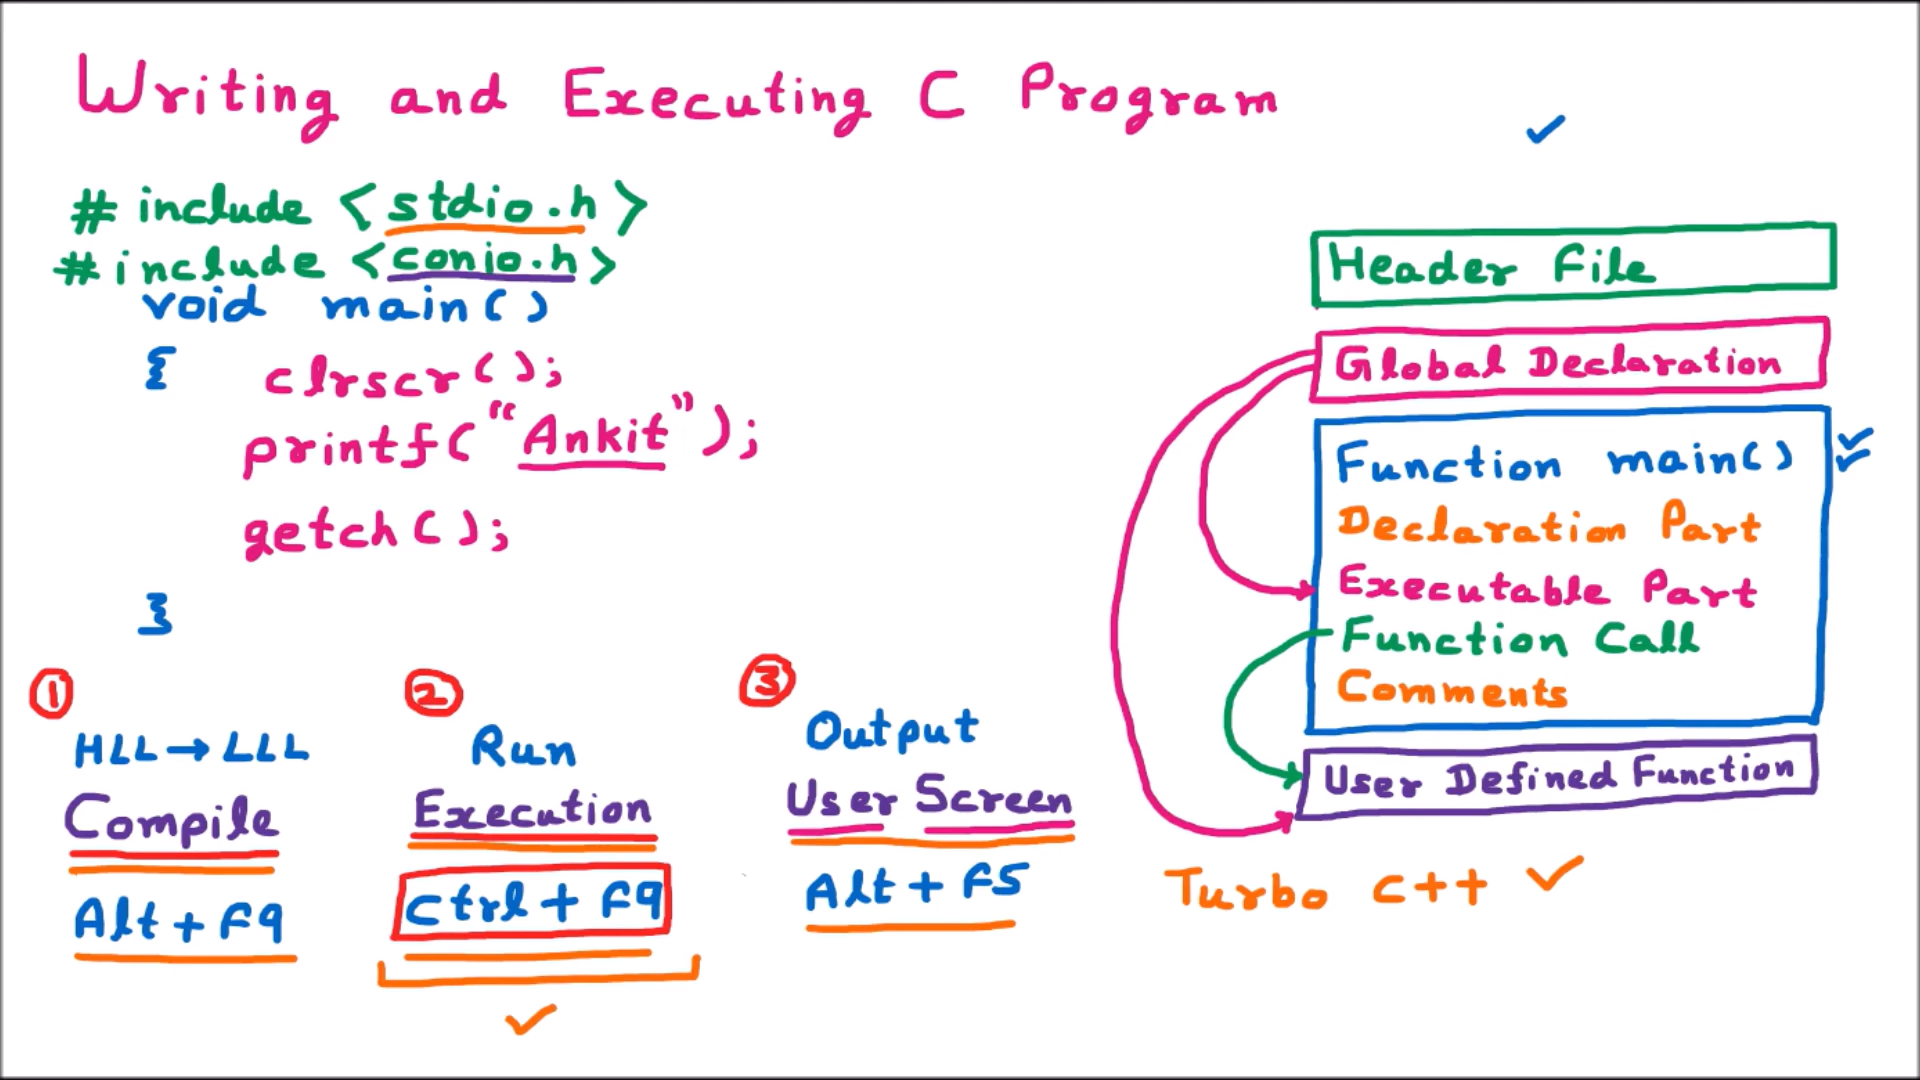 Writing and Executing C Program
# include <stdio.h>
# include <conio.h>
void main()
{ clrscr();
printf("Ankit");
getch();
}
Header File
Global Declaration
Function main()
Declaration Part
Executable Part
Function Call
Comments
User Defined Function
Turbo C++
1
HLL → LLL
Compile
Alt + F9
2
Run
Execution
Ctrl + F9
3
Output
User Screen
Alt + F5